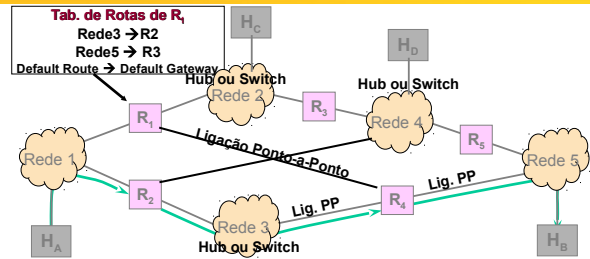 Tab. de Rotas de R1
Rede3 → R2
Rede5 → R3
Default Route → Default Gateway
HC
HD
Hub ou Switch
Hub ou Switch
Rede 2
R3
Rede 4
R1
Ligação Ponto-a-Ponto
R5
Rede 1
Rede 5
R2
Lig. PP
Lig. PP
R4
Rede 3
Hub ou Switch
HA
HB